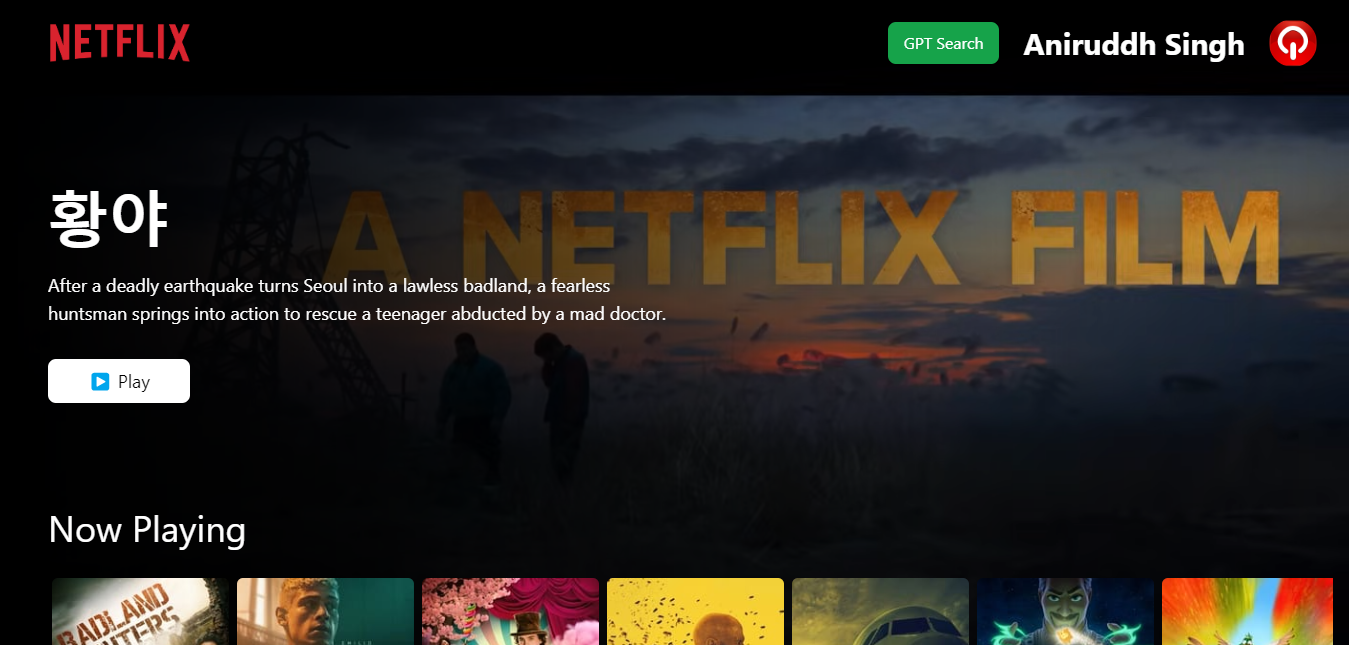 NETFLIX
GPT Search
Aniruddh Singh
A NETFLIX FILM
황야
After a deadly earthquake turns Seoul into a lawless badland, a fearless
huntsman springs into action to rescue a teenager abducted by a mad doctor.
Play
Now Playing
BADLAND